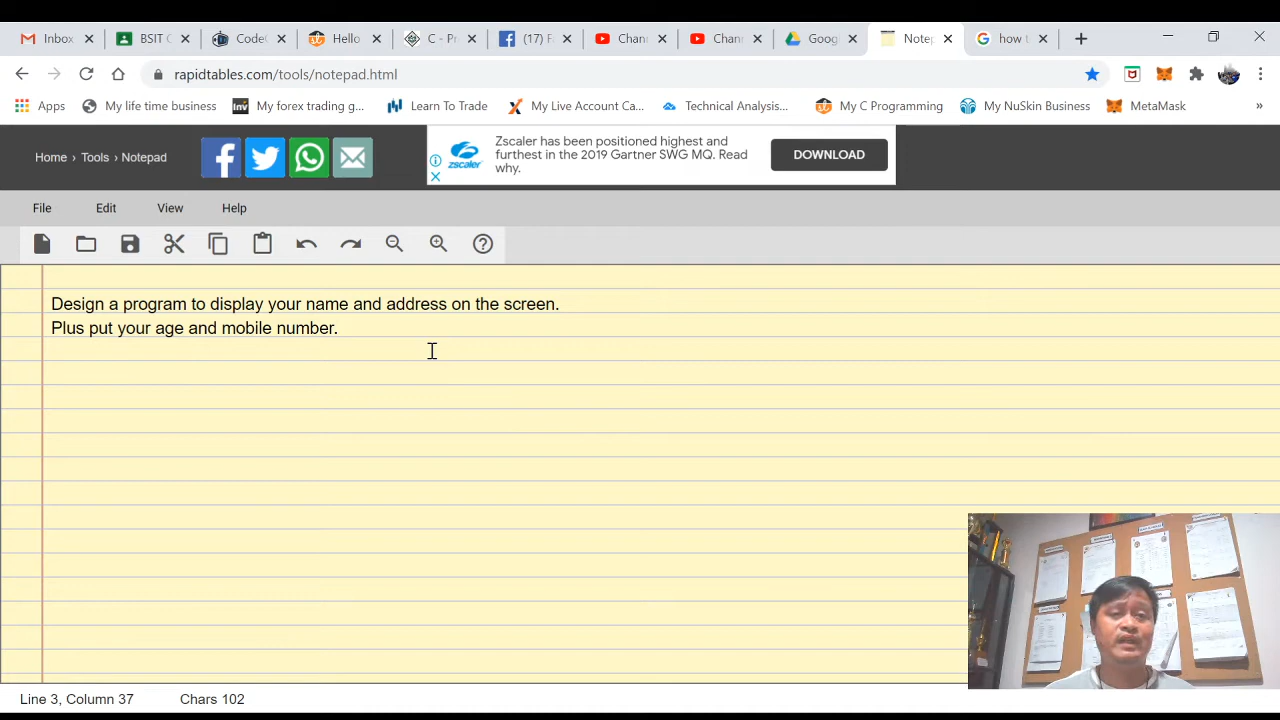 Inbox
BSIT C
Code
Hello
C - Pr
(17) F
Chan
Chan
Goog
Notep
how t
rapidtables.com/tools/notepad.html
Apps
My life time business
Inv
My forex trading g...
Learn To Trade
My Live Account Ca...
Technical Analysis...
My C Programming
My NuSkin Business
MetaMask
»
Home › Tools › Notepad
zscaler
Zscaler has been positioned highest and
furthest in the 2019 Gartner SWG MQ. Read
why.
DOWNLOAD
File Edit View Help
Design a program to display your name and address on the screen.
Plus put your age and mobile number.
Line 3, Column 37
Chars 102